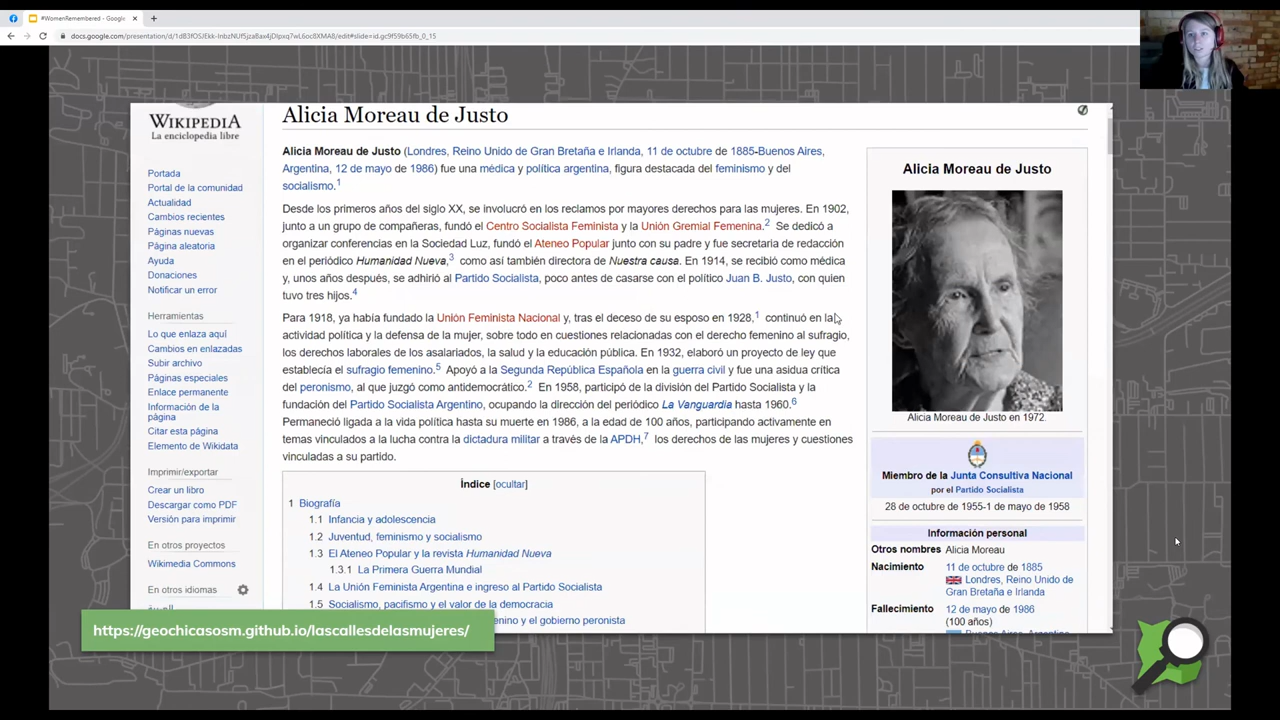 #WomenRemembered - Google
docs.google.com/presentation/d/1d83fOSJEkk-InbzNUf5jzaBax4jDlpxq7wL6oc8XMA8/edit#slide=id.gc9f59b65fb_0_15
WIKIPEDIA
La enciclopedia libre
Portada
Portal de la comunidad
Actualidad
Cambios recientes
Páginas nuevas
Página aleatoria
Ayuda
Donaciones
Notificar un error
Herramientas
Lo que enlaza aquí
Cambios en enlazadas
Subir archivo
Páginas especiales
Enlace permanente
Información de la
página
Citar esta página
Elemento de Wikidata
Imprimir/exportar
Crear un libro
Descargar como PDF
Versión para imprimir
En otros proyectos
Wikimedia Commons
En otros idiomas
Alicia Moreau de Justo
Alicia Moreau de Justo (Londres, Reino Unido de Gran Bretaña e Irlanda, 11 de octubre de 1885-Buenos Aires,
Argentina, 12 de mayo de 1986) fue una médica y política argentina, figura destacada del feminismo y del
socialismo.1
Desde los primeros años del siglo XX, se involucró en los reclamos por mayores derechos para las mujeres. En 1902,
junto a un grupo de compañeras, fundó el Centro Socialista Feminista y la Unión Gremial Femenina.2 Se dedicó a
organizar conferencias en la Sociedad Luz, fundó el Ateneo Popular junto con su padre y fue secretaria de redacción
en el periódico Humanidad Nueva,3 como así también directora de Nuestra causa. En 1914, se recibió como médica
y, unos años después, se adhirió al Partido Socialista, poco antes de casarse con el político Juan B. Justo, con quien
tuvo tres hijos.4
Para 1918, ya había fundado la Unión Feminista Nacional y, tras el deceso de su esposo en 1928,1 continuó en la
actividad política y la defensa de la mujer, sobre todo en cuestiones relacionadas con el derecho femenino al sufragio,
los derechos laborales de los asalariados, la salud y la educación pública. En 1932, elaboró un proyecto de ley que
establecía el sufragio femenino.5 Apoyó a la Segunda República Española en la guerra civil y fue una asidua crítica
del peronismo, al que juzgó como antidemocrático.2 En 1958, participó de la división del Partido Socialista y la
fundación del Partido Socialista Argentino, ocupando la dirección del periódico La Vanguardia hasta 1960.6
Permaneció ligada a la vida política hasta su muerte en 1986, a la edad de 100 años, participando activamente en
temas vinculados a la lucha contra la dictadura militar a través de la APDH,7 los derechos de las mujeres y cuestiones
vinculadas a su partido.
Índice [ocultar]
1 Biografía
1.1 Infancia y adolescencia
1.2 Juventud, feminismo y socialismo
1.3 El Ateneo Popular y la revista Humanidad Nueva
1.3.1 La Primera Guerra Mundial
1.4 La Unión Feminista Argentina e ingreso al Partido Socialista
1.5 Socialismo, pacifismo y el valor de la democracia
enino y el gobierno peronista
Alicia Moreau de Justo
Alicia Moreau de Justo en 1972.
Miembro de la Junta Consultiva Nacional
por el Partido Socialista
28 de octubre de 1955-1 de mayo de 1958
Información personal
Otros nombres Alicia Moreau
Nacimiento 11 de octubre de 1885
Londres, Reino Unido de
Gran Bretaña e Irlanda
Fallecimiento 12 de mayo de 1986
(100 años)
https://geochicasosm.github.io/lascallesdelasmujeres/